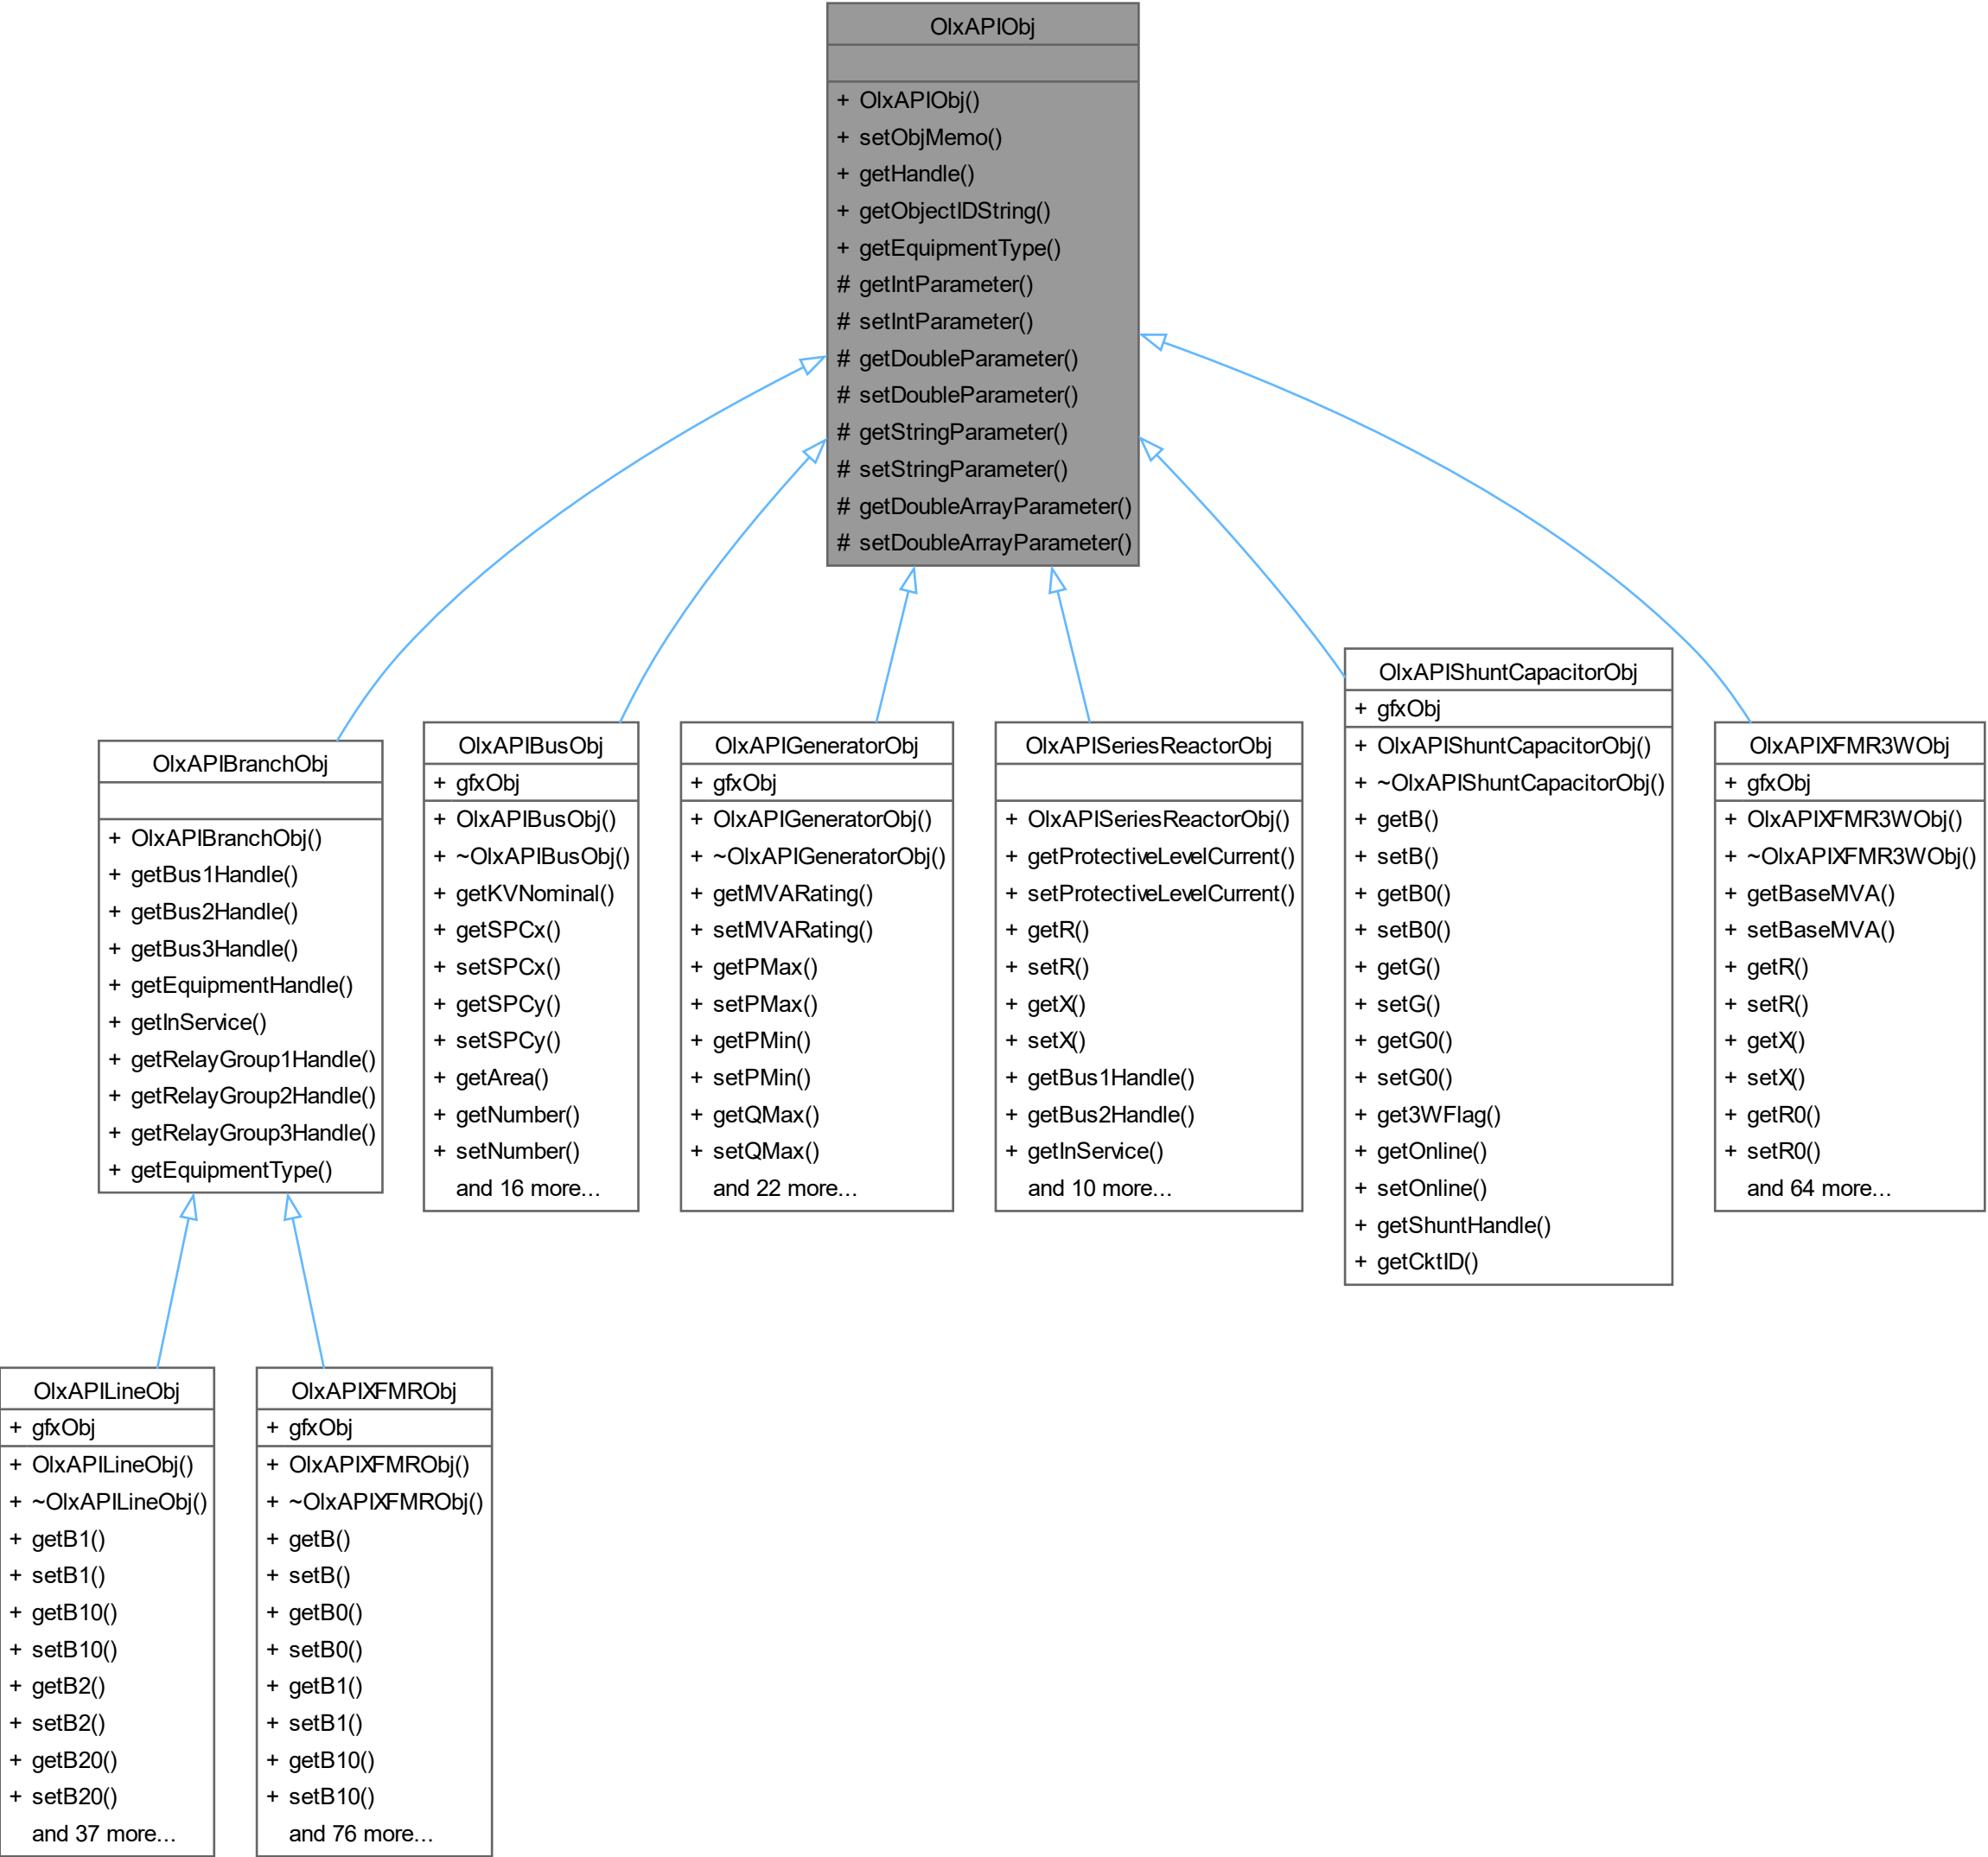 OlxAPIObj
+ OlxAPIObj()
+ setObjMemo()
+ getHandle()
+ getObjectIDString()
+ getEquipmentType()
# getIntParameter()
# setIntParameter()
# getDoubleParameter()
# setDoubleParameter()
# getStringParameter()
# setStringParameter()
# getDoubleArrayParameter()
# setDoubleArrayParameter()
OlxAPIBranchObj
+ OlxAPIBranchObj()
+ getBus1Handle()
+ getBus2Handle()
+ getBus3Handle()
+ getEquipmentHandle()
+ getInService()
+ getRelayGroup1Handle()
+ getRelayGroup2Handle()
+ getRelayGroup3Handle()
+ getEquipmentType()
OlxAPIBusObj
+ gfxObj
+ OlxAPIBusObj()
+ ~OlxAPIBusObj()
+ getKVNominal()
+ getSPCx()
+ setSPCx()
+ getSPCy()
+ setSPCy()
+ getArea()
+ getNumber()
+ setNumber()
and 16 more...
OlxAPIGeneratorObj
+ gfxObj
+ OlxAPIGeneratorObj()
+ ~OlxAPIGeneratorObj()
+ getMVARating()
+ setMVARating()
+ getPMax()
+ setPMax()
+ getPMin()
+ setPMin()
+ getQMax()
+ setQMax()
and 22 more...
OlxAPISeriesReactorObj
+ OlxAPISeriesReactorObj()
+ getProtectiveLevelCurrent()
+ setProtectiveLevelCurrent()
+ getR()
+ setR()
+ getX()
+ setX()
+ getBus1Handle()
+ getBus2Handle()
+ getInService()
and 10 more...
OlxAPIShuntCapacitorObj
+ gfxObj
+ OlxAPIShuntCapacitorObj()
+ ~OlxAPIShuntCapacitorObj()
+ getB()
+ setB()
+ getB0()
+ setB0()
+ getG()
+ setG()
+ getG0()
+ setG0()
+ get3WFlag()
+ getOnline()
+ setOnline()
+ getShuntHandle()
+ getCktID()
OlxAPIXFMR3WObj
+ gfxObj
+ OlxAPIXFMR3WObj()
+ ~OlxAPIXFMR3WObj()
+ getBaseMVA()
+ setBaseMVA()
+ getR()
+ setR()
+ getX()
+ setX()
+ getR0()
+ setR0()
and 64 more...
OlxAPILineObj
+ gfxObj
+ OlxAPILineObj()
+ ~OlxAPILineObj()
+ getB1()
+ setB1()
+ getB10()
+ setB10()
+ getB2()
+ setB2()
+ getB20()
+ setB20()
and 37 more...
OlxAPIXFMRObj
+ gfxObj
+ OlxAPIXFMRObj()
+ ~OlxAPIXFMRObj()
+ getB()
+ setB()
+ getB0()
+ setB0()
+ getB1()
+ setB1()
+ getB10()
+ setB10()
and 76 more...